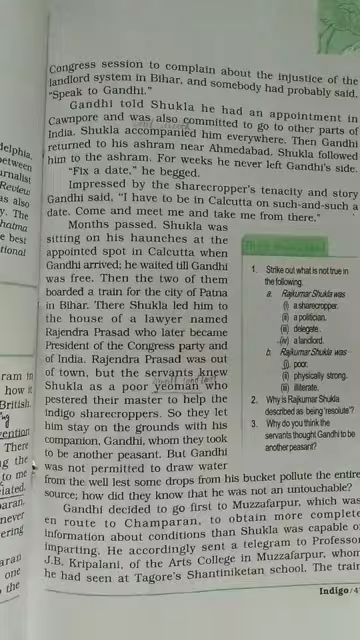 Congress session to complain about the injustice of the
landlord system in Bihar, and somebody had probably said,
"Speak to Gandhi."
Gandhi told Shukla he had an appointment in
Cawnpore and was also committed to go to other parts of
India. Shukla accompanied him everywhere. Then Gandhi
returned to his ashram near Ahmedabad. Shukla followed
him to the ashram. For weeks he never left Gandhi's side.
"Fix a date," he begged.
Impressed by the sharecropper's tenacity and story
Gandhi said, "I have to be in Calcutta on such-and-such a
date. Come and meet me and take me from there."
Months passed. Shukla was
sitting on his haunches at the
appointed spot in Calcutta when
Gandhi arrived; he waited till Gandhi
was free. Then the two of them
boarded a train for the city of Patna
in Bihar. There Shukla led him to
the house of a lawyer named
Rajendra Prasad who later became
President of the Congress party and
of India. Rajendra Prasad was out
of town, but the servants knew
Shukla as a poor yeoman who
pestered their master to help the
indigo sharecroppers. So they let
him stay on the grounds with his
companion, Gandhi, whom they took
to be another peasant. But Gandhi
was not permitted to draw water
from the well lest some drops from his bucket pollute the entire
source; how did they know that he was not an untouchable?
Gandhi decided to go first to Muzzafarpur, which was
en route to Champaran, to obtain more complete
information about conditions than Shukla was capable of
imparting. He accordingly sent a telegram to Professor
J.B. Kripalani, of the Arts College in Muzzafarpur, whom
he had seen at Tagore's Shantiniketan school. The train
1. Strike out what is not true in
the following.
a. Rajkumar Shukla was
(i) a sharecropper.
(ii) a politician.
(iii) delegate.
(iv) a landlord.
b. Rajkumar Shukla was
(i) poor.
(ii) physically strong.
(iii) illiterate.
2. Why is Rajkumar Shukla
described as being 'resolute'?
3. Why do you think the
servants thought Gandhi to be
another peasant?
Indigo/4
delphia,
Review
as also
y. The
e best
tional
ram in
how it
British.
There
g the
to me
never
one
the